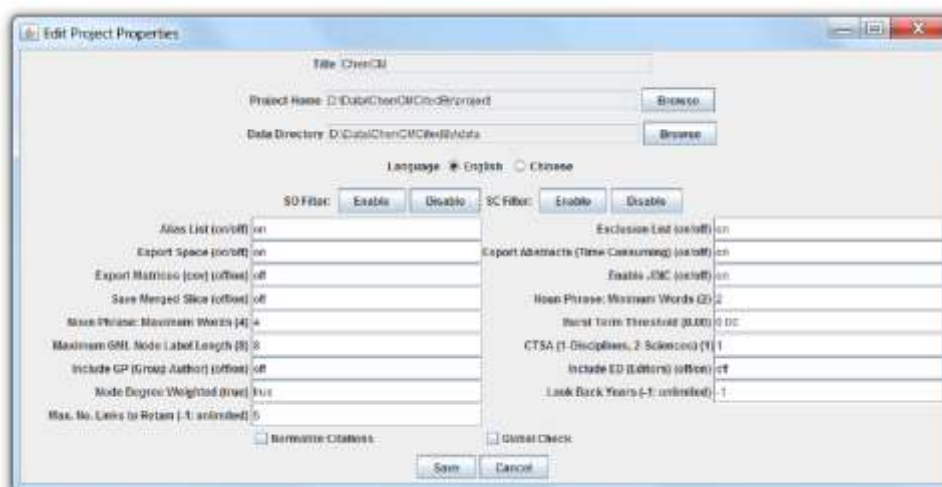 Edit Project Properties
Title ChenCM
Project Home D:\Data\ChenCMCitedBy\project Browse
Data Directory D:\Data\ChenCMCitedBy\data Browse
Language English Chinese
SO Filter: Enable Disable SC Filter: Enable Disable
Alias List (on/off) on Exclusion List (on/off) on
Export Space (on/off) on Export Abstracts (Time Consuming) (on/off) on
Export Matrices (csv) (off/on) off Enable JDIC (on/off) on
Save Merged Slice (off/on) off Noun Phrase: Minimum Words (2) 2
Noun Phrase: Maximum Words (4) 4 Burst Term Threshold (0.00) 0.00
Maximum GML Node Label Length (8) 8 CTSA (1-Disciplines, 2-Sciences) (1) 1
Include GP (Group Author) (off/on) off Include ED (Editors) (off/on) off
Node Degree Weighted (true) true Look Back Years (-1: unlimited) -1
Max. No. Links to Retain (-1: unlimited) 5
Normalize Citations Global Check
Save Cancel